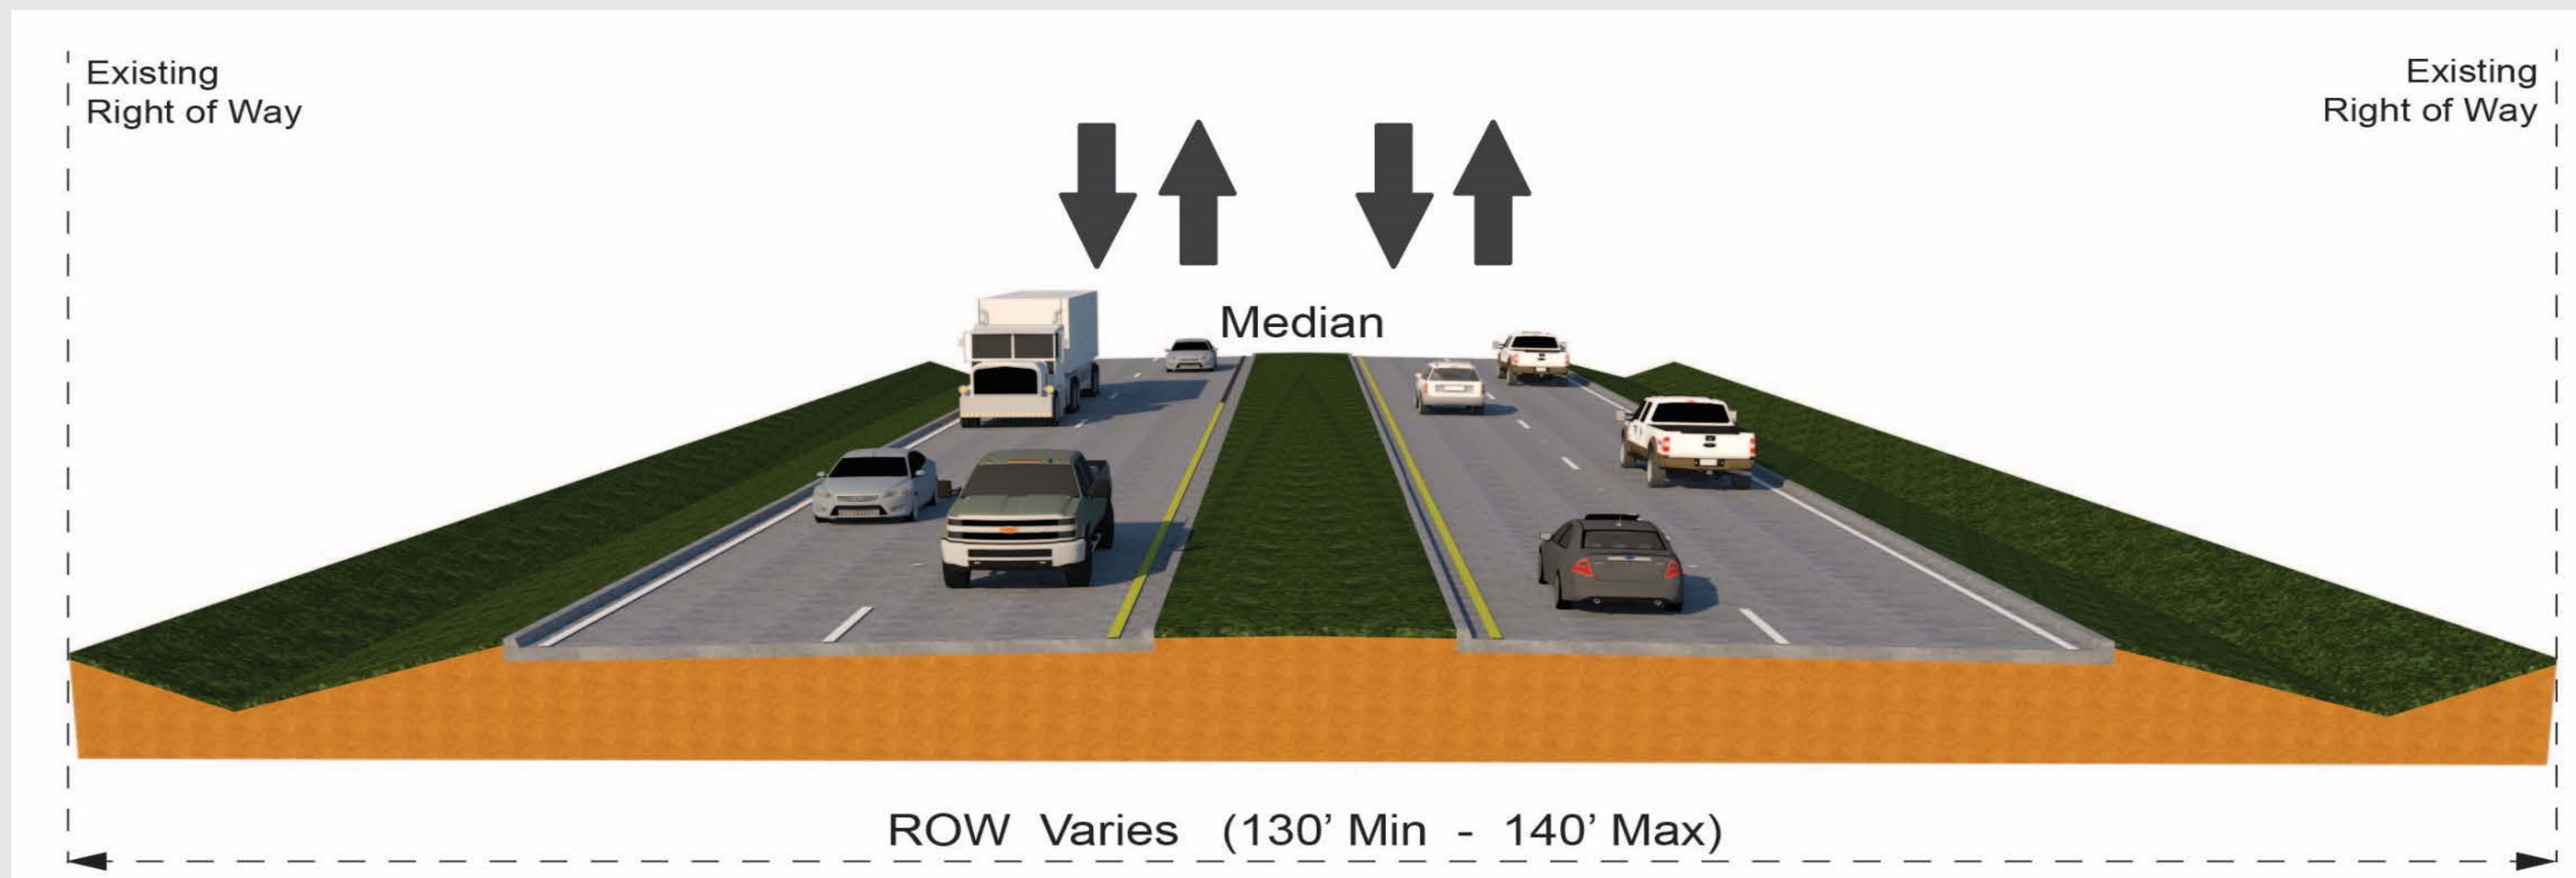 Existing
Right of Way
Existing
Right of Way
Median
ROW Varies (130’ Min - 140’ Max)